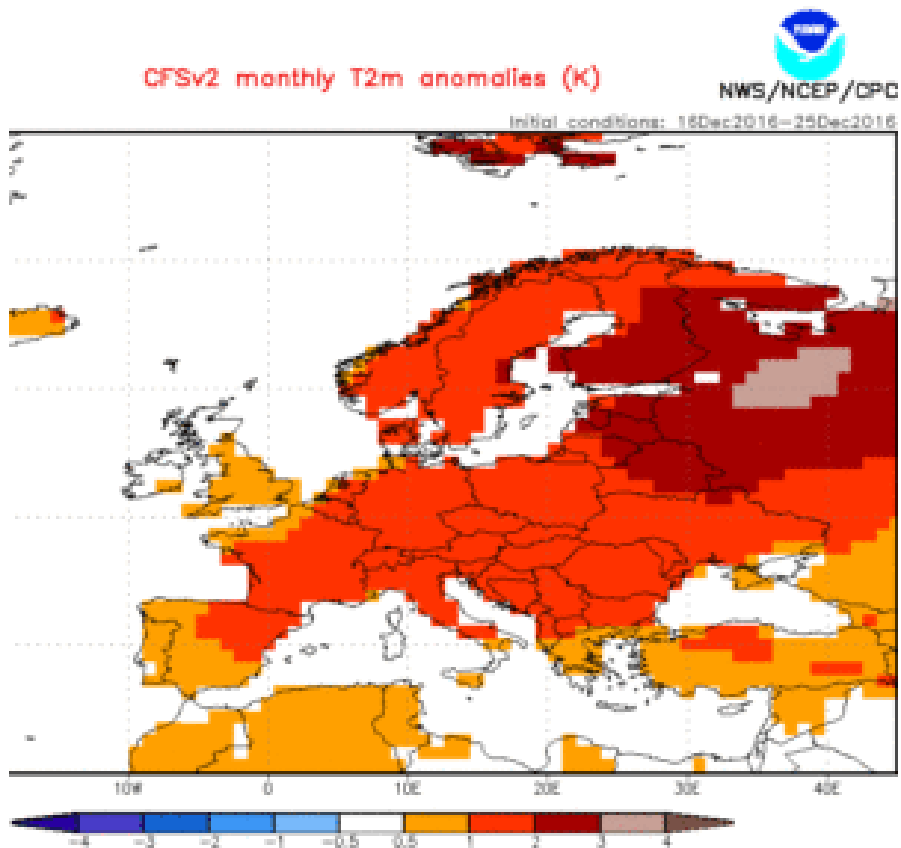 CFSv2 monthly T2m anomalies (K)
NWS/NCEP/CPC
Initial conditions: 16Dec2016-25Dec2016
10W 0 10E 20E 30E 40E
-4 -3 -2 -1 -0.5 0.5 1 2 3 4